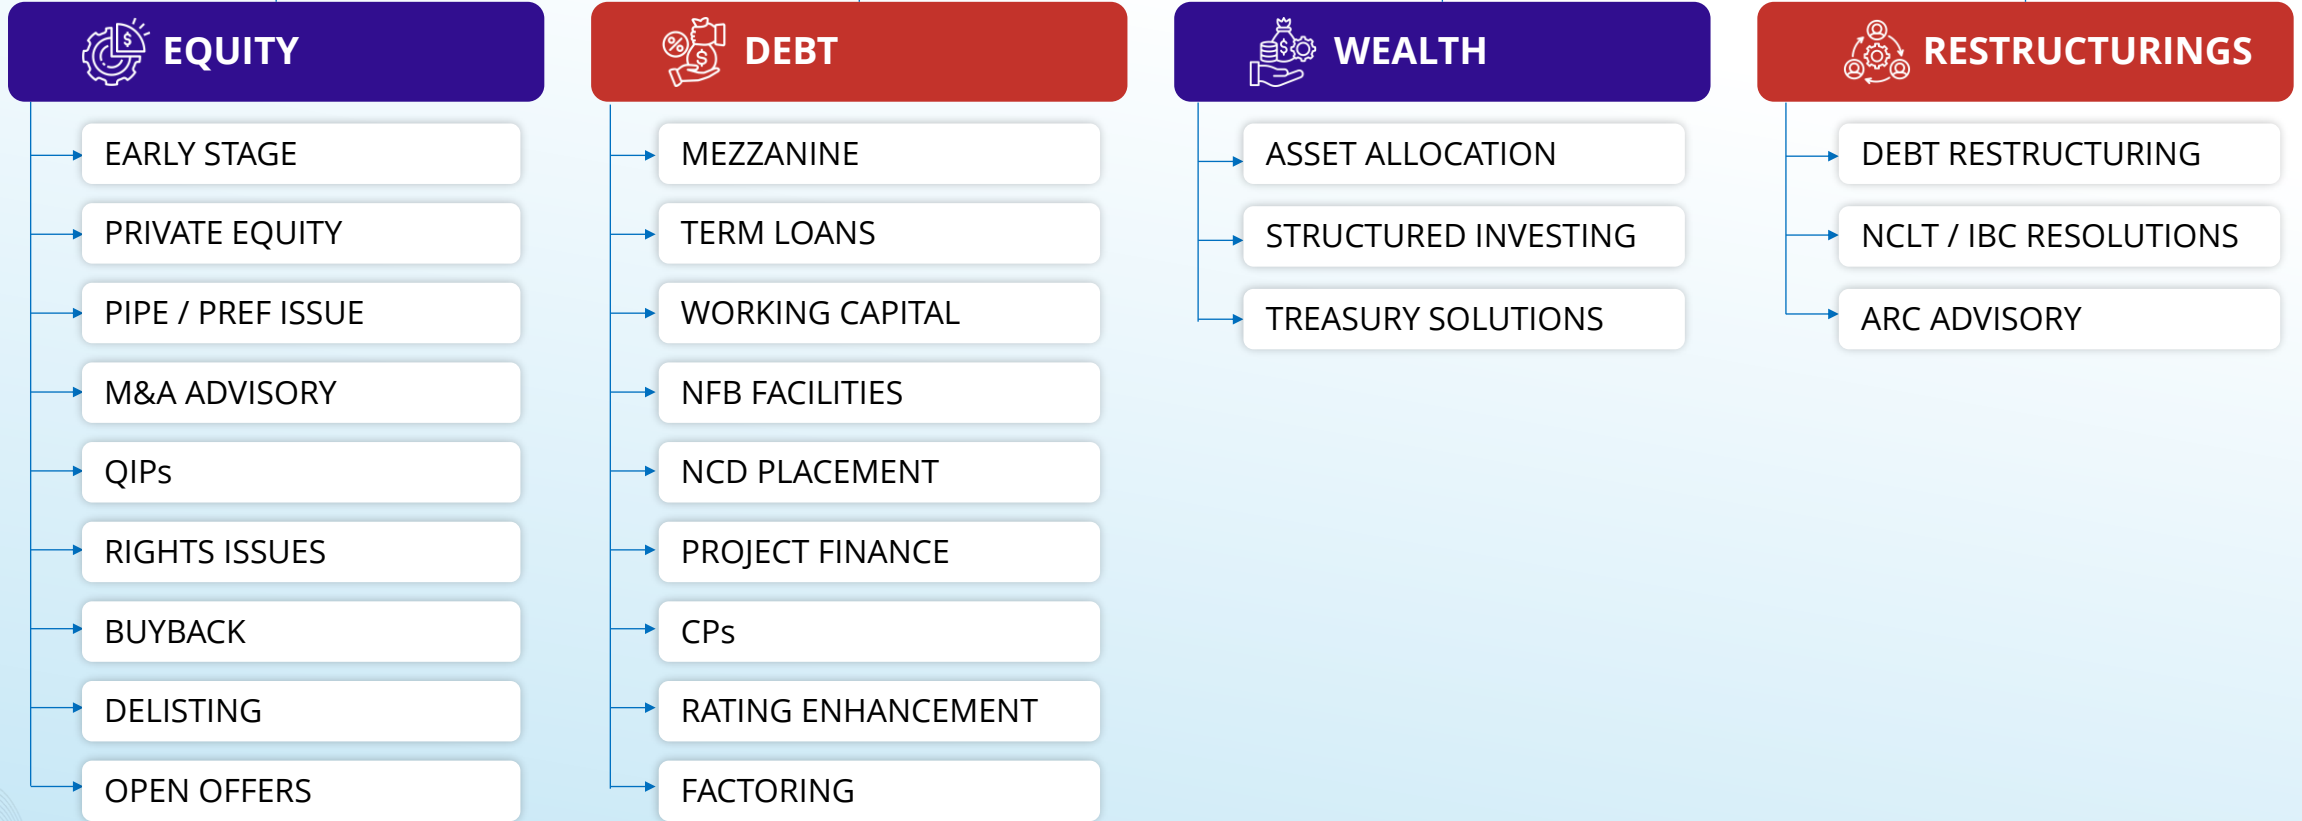 EQUITY
EARLY STAGE
PRIVATE EQUITY
PIPE / PREF ISSUE
M&A ADVISORY
QIPs
RIGHTS ISSUES
BUYBACK
DELISTING
OPEN OFFERS
DEBT
MEZZANINE
TERM LOANS
WORKING CAPITAL
NFB FACILITIES
NCD PLACEMENT
PROJECT FINANCE
CPs
RATING ENHANCEMENT
FACTORING
WEALTH
ASSET ALLOCATION
STRUCTURED INVESTING
TREASURY SOLUTIONS
RESTRUCTURINGS
DEBT RESTRUCTURING
NCLT / IBC RESOLUTIONS
ARC ADVISORY